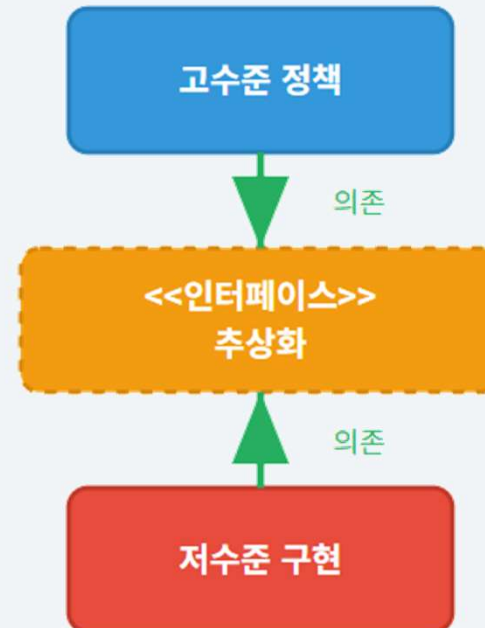 고수준 정책
의존
<<인터페이스>>
추상화
의존
저수준 구현